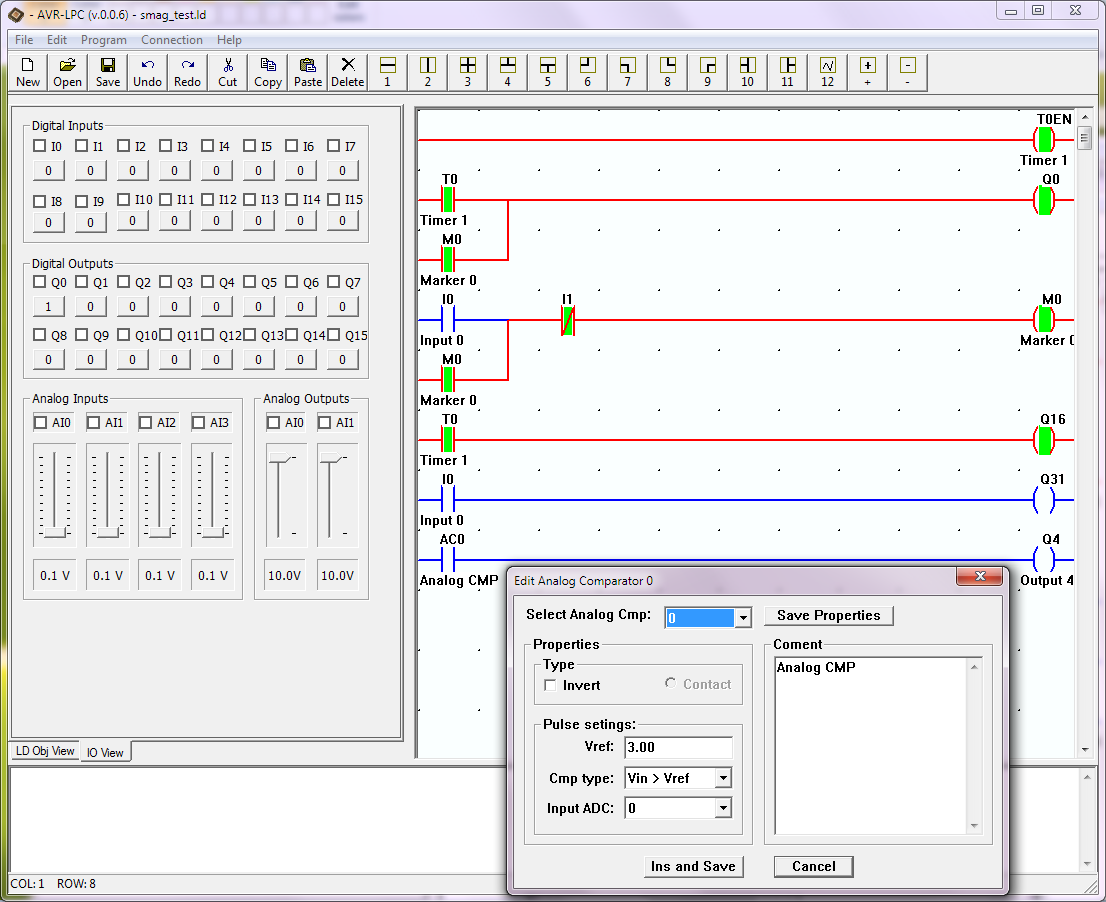 - AVR-LPC (v.0.0.6) - smag_test.ld
File Edit Program Connection Help
New Open Save Undo Redo Cut Copy Paste Delete 1 2 3 4 5 6 7 8 9 10 11 12 + -
Digital Inputs
I0 I1 I2 I3 I4 I5 I6 I7
0 0 0 0 0 0 0 0
I8 I9 I10 I11 I12 I13 I14 I15
0 0 0 0 0 0 0 0
Digital Outputs
Q0 Q1 Q2 Q3 Q4 Q5 Q6 Q7
1 0 0 0 0 0 0 0
Q8 Q9 Q10 Q11 Q12 Q13 Q14 Q15
0 0 0 0 0 0 0 0
Analog Inputs
AI0 AI1 AI2 AI3
0.1 V 0.1 V 0.1 V 0.1 V
Analog Outputs
AI0 AI1
10.0V 10.0V
LD Obj View IO View
T0EN
Timer 1
T0 Q0
Timer 1
M0
Marker 0
I0 I1 M0
Input 0 Marker 0
M0
Marker 0
T0 Q16
Timer 1
I0 Q31
Input 0
AC0 Q4
Analog CMP Output 4
Edit Analog Comparator 0
Select Analog Cmp: 0 Save Properties
Properties
Type
Invert Contact
Pulse setings:
Vref: 3.00
Cmp type: Vin > Vref
Input ADC: 0
Coment
Analog CMP
Ins and Save Cancel
COL: 1 ROW: 8